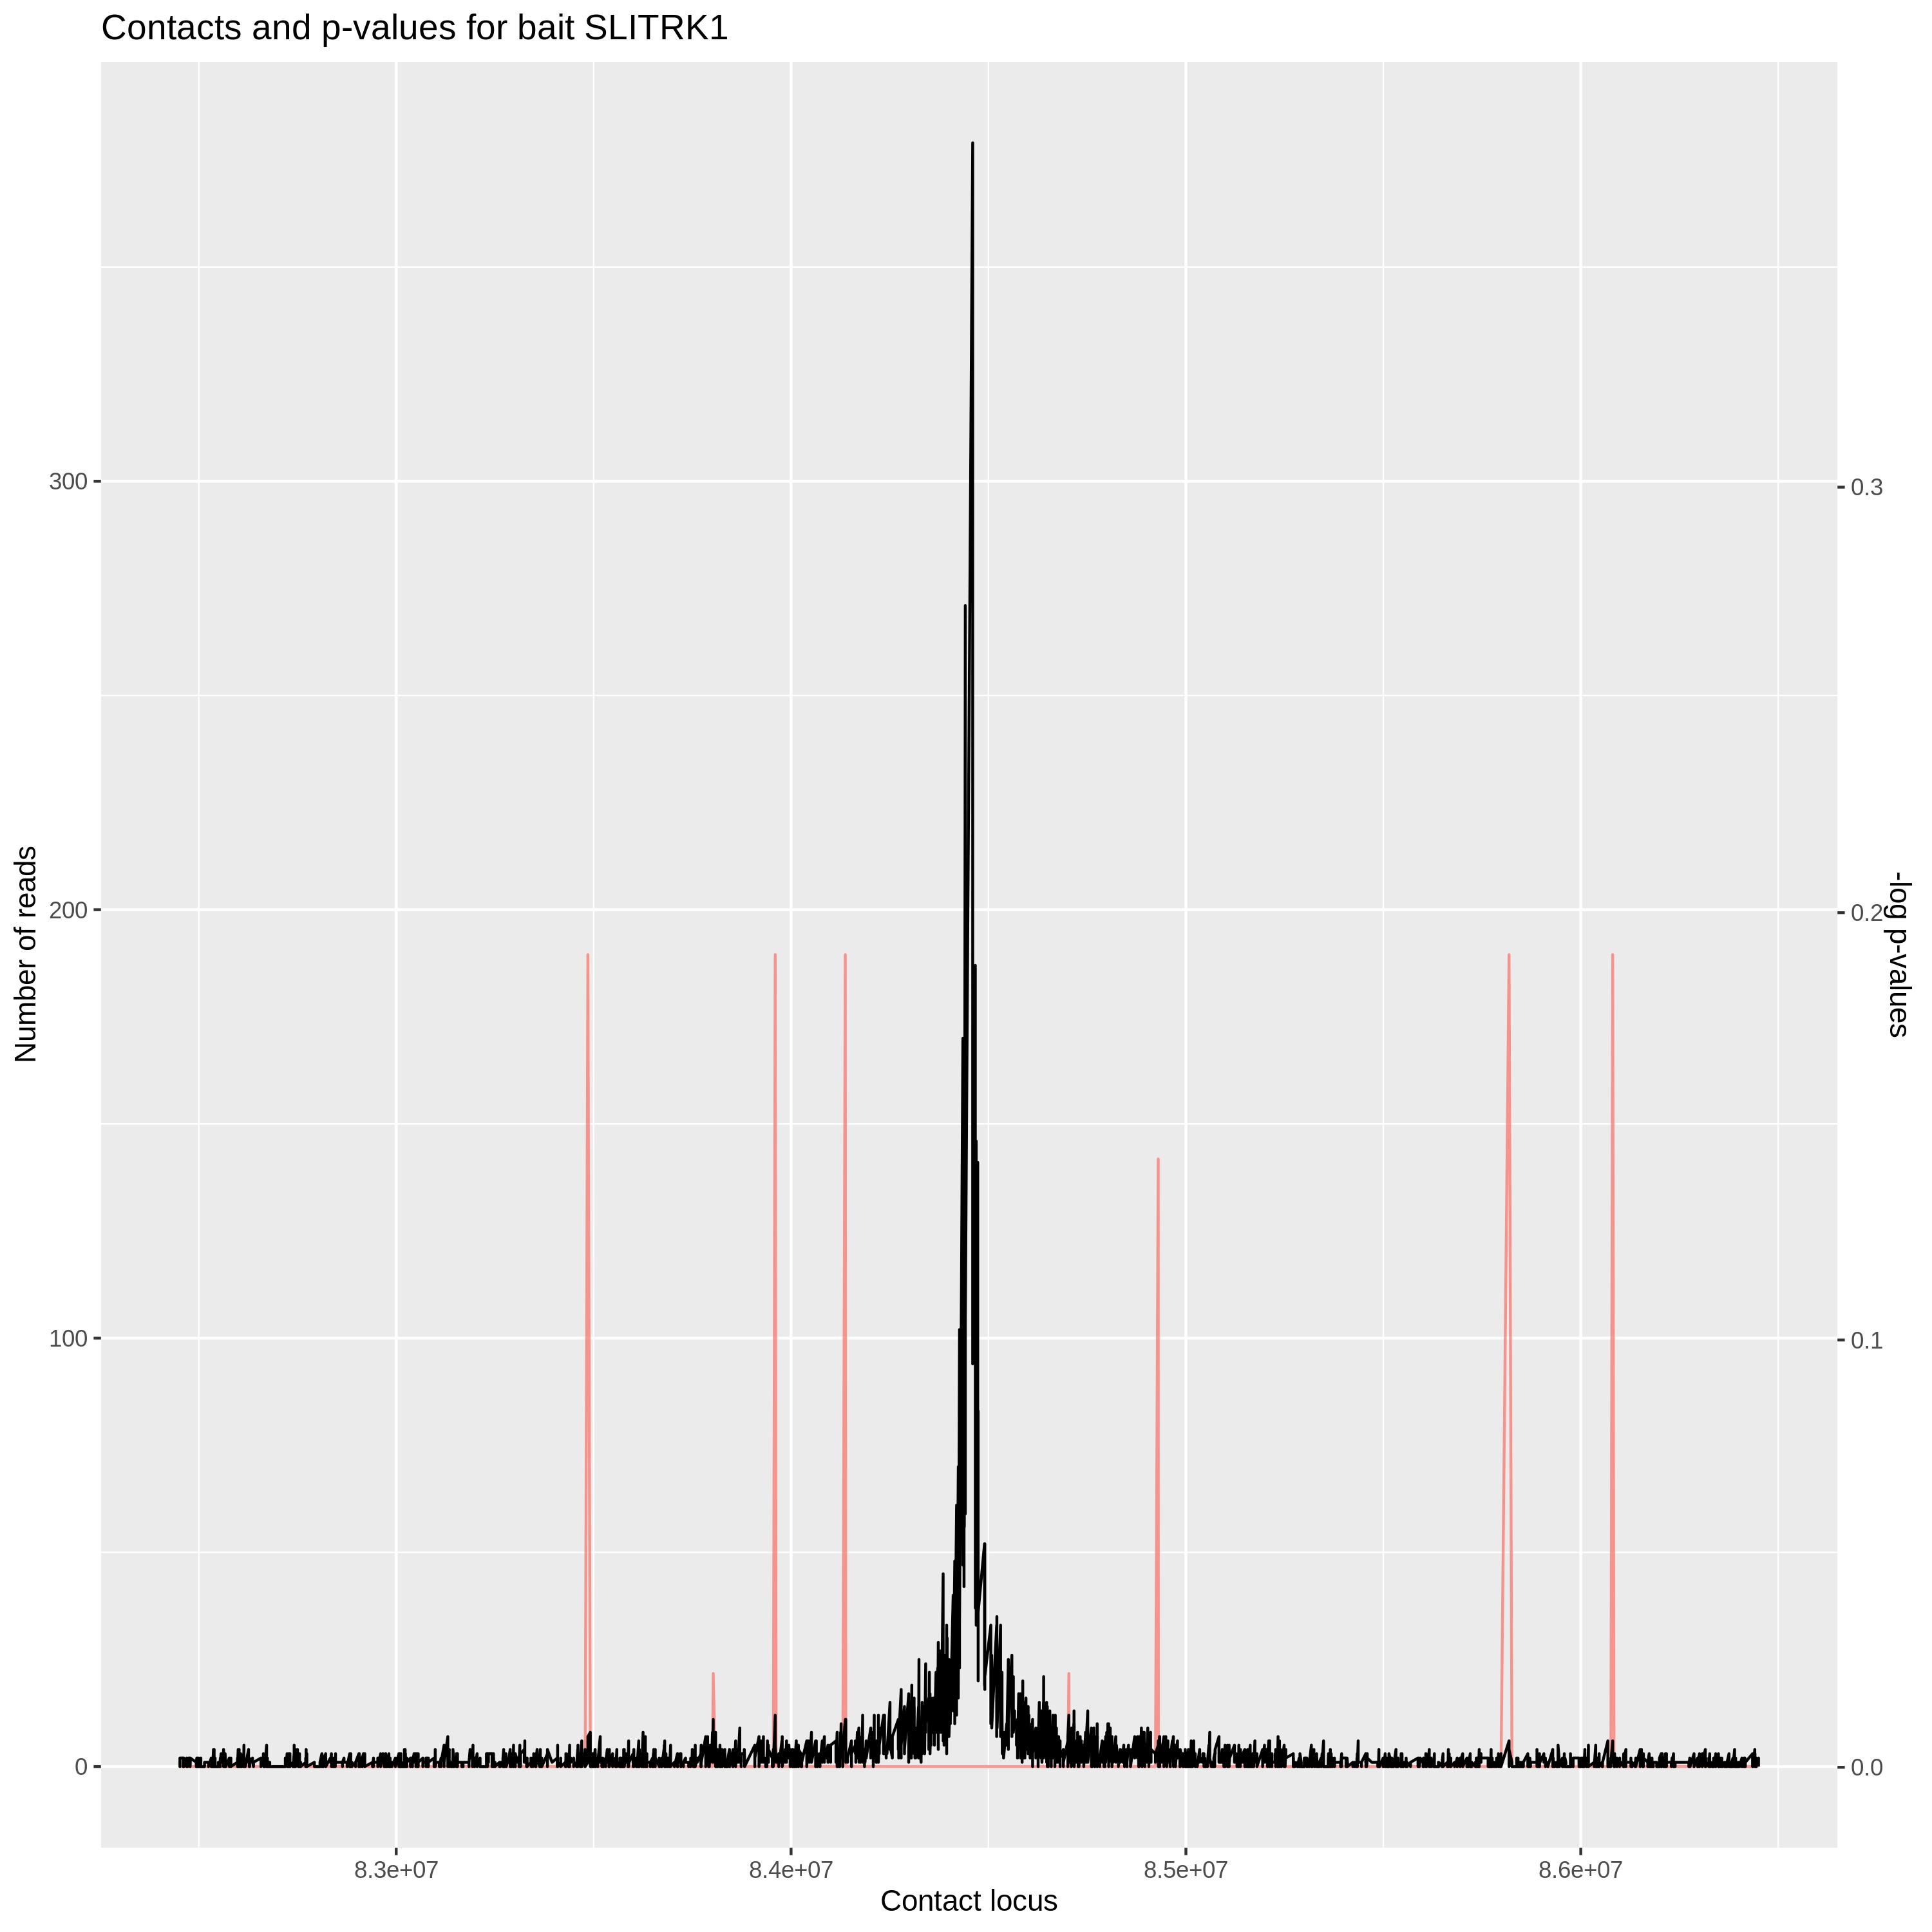 Contacts and p-values for bait SLITRK1
Number of reads
300
200
100
0
0.3
0.2
0.1
0.0
-log p-values
8.3e+07 8.4e+07 8.5e+07 8.6e+07
Contact locus